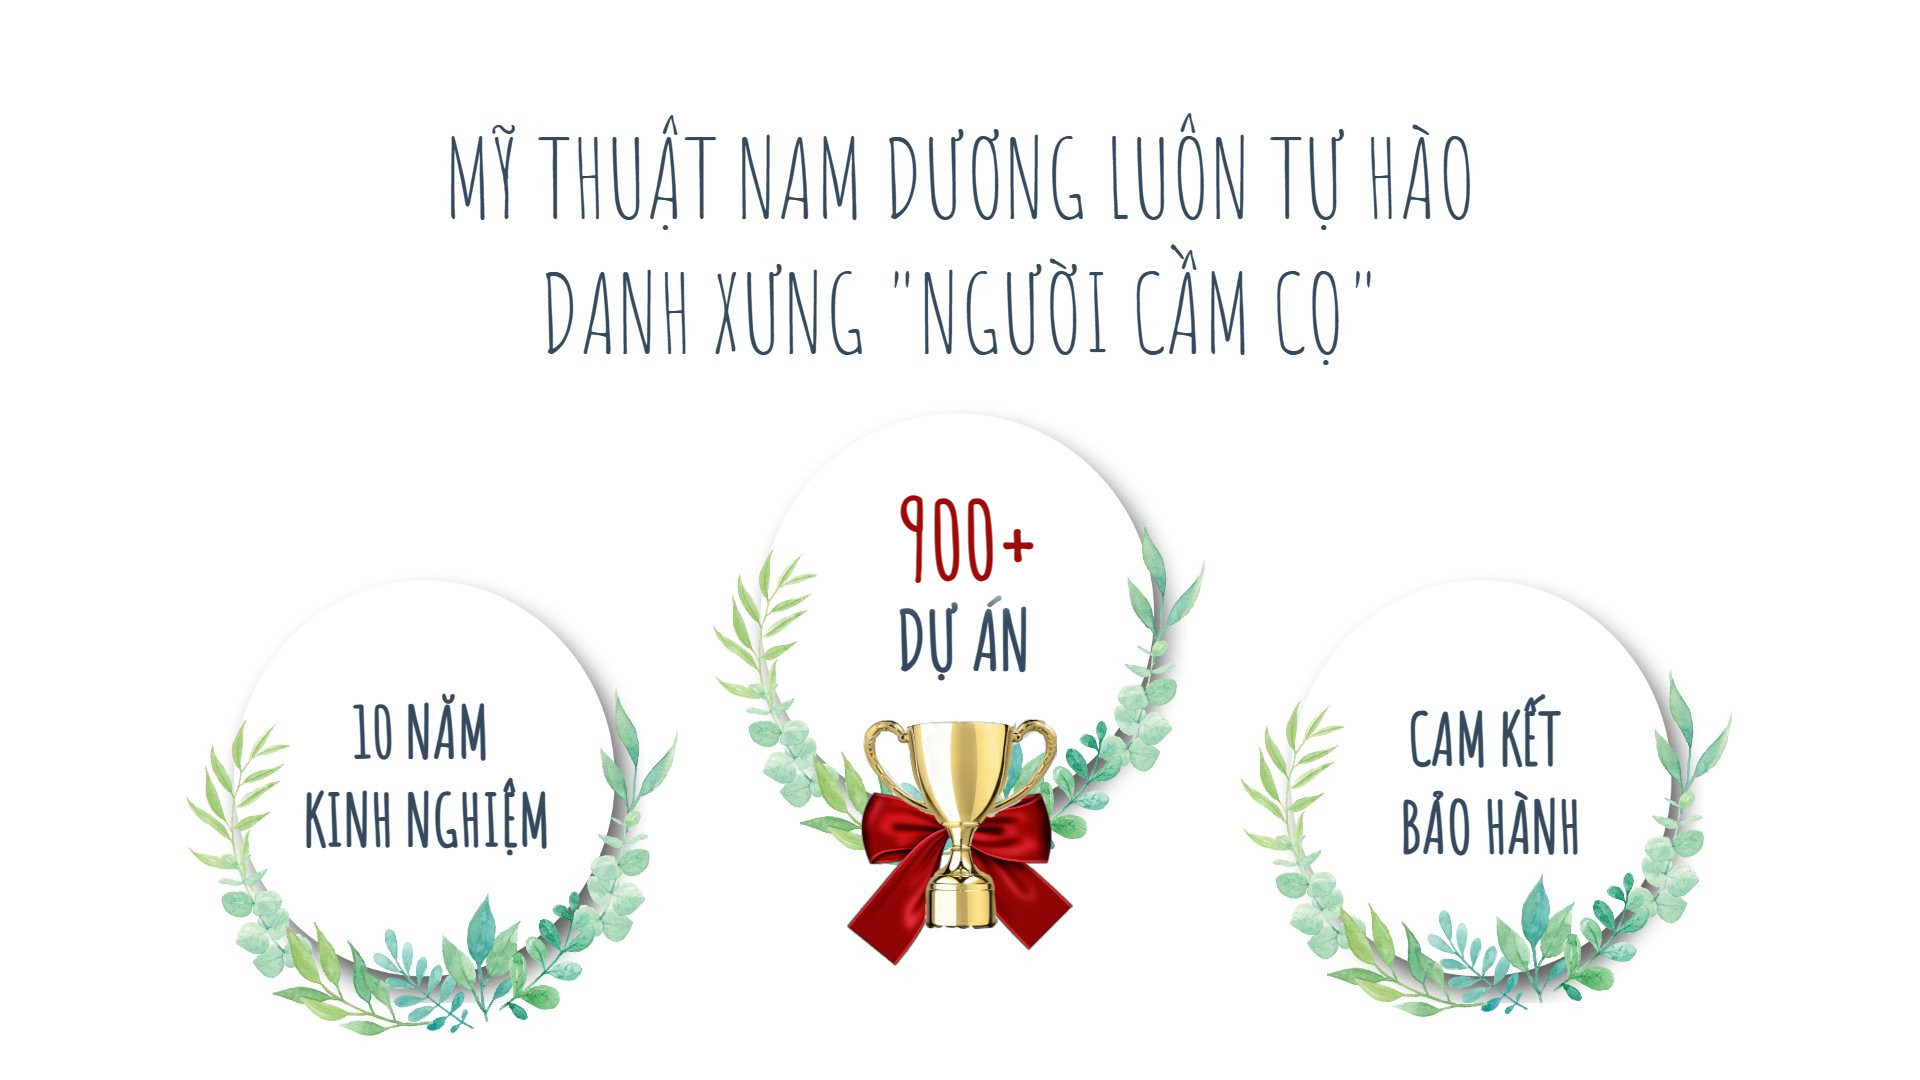 MỸ THUẬT NAM DƯƠNG LUÔN TỰ HÀO
DANH XƯNG "NGƯỜI CẦM CỌ"
900+
DỰ ÁN
10 NĂM
KINH NGHIỆM
CAM KẾT
BẢO HÀNH